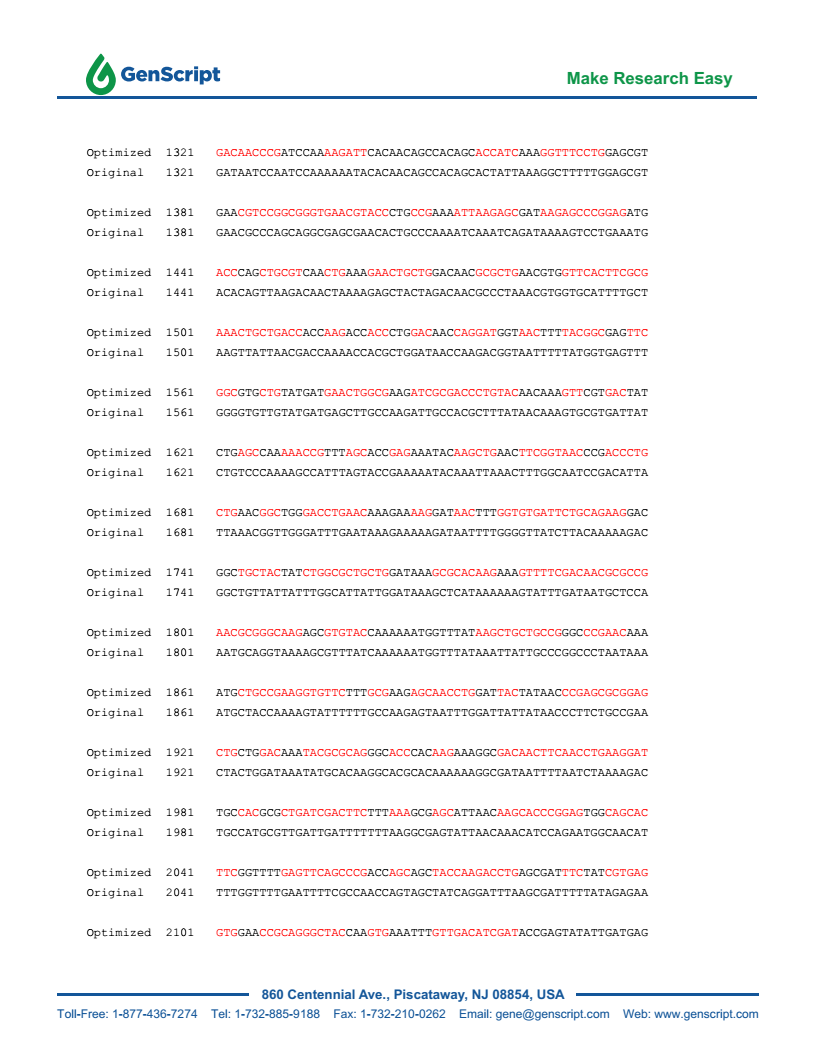 GenScript
Make Research Easy
Optimized 1321 GACAACCCGATCCAAAAGATTCACAACAGCCACAGCACCATCAAAGGTTTCCTGGAGCGT
Original 1321 GATAATCCAATCCAAAAAATACACAACAGCCACAGCACTATTAAAGGCTTTTTGGAGCGT
Optimized 1381 GAACGTCCGGCGGGTGAACGTACCCTGCCGAAAATTAAGAGCGATAAGAGCCCGGAGATG
Original 1381 GAACGCCCAGCAGGCGAGCGAACACTGCCCAAAATCAAATCAGATAAAAGTCCTGAAATG
Optimized 1441 ACCCAGCTGCGTCAACTGAAAGAACTGCTGGACAACGCGCTGAACGTGGTTCACTTCGCG
Original 1441 ACACAGTTAAGACAACTAAAAGAGCTACTAGACAACGCCCTAAACGTGGTGCATTTTGCT
Optimized 1501 AAACTGCTGACCACCAAGACCACCCTGGACAACCAGGATGGTAACTTTTACGGCGAGTTC
Original 1501 AAGTTATTAACGACCAAAACCACGCTGGATAACCAAGACGGTAATTTTTATGGTGAGTTT
Optimized 1561 GGCGTGCTGTATGATGAACTGGCGAAGATCGCGACCCTGTACAACAAAGTTCGTGACTAT
Original 1561 GGGGTGTTGTATGATGAGCTTGCCAAGATTGCCACGCTTTATAACAAAGTGCGTGATTAT
Optimized 1621 CTGAGCCAAAAACCGTTTAGCACCGAGAAATACAAGCTGAACTTCGGTAACCCGACCCTG
Original 1621 CTGTCCCAAAAGCCATTTAGTACCGAAAAATACAAATTAAACTTTGGCAATCCGACATTA
Optimized 1681 CTGAACGGCTGGGACCTGAACAAAGAAAAGGATAACTTTGGTGTGATTCTGCAGAAGGAC
Original 1681 TTAAACGGTTGGGATTTGAATAAAGAAAAAGATAATTTTGGGGTTATCTTACAAAAAGAC
Optimized 1741 GGCTGCTACTATCTGGCGCTGCTGGATAAAGCGCACAAGAAAGTTTTCGACAACGCGCCG
Original 1741 GGCTGTTATTATTTGGCATTATTGGATAAAGCTCATAAAAAAGTATTTGATAATGCTCCA
Optimized 1801 AACGCGGGCAAGAGCGTGTACCAAAAAATGGTTTATAAGCTGCTGCCGGGCCCGAACAAA
Original 1801 AATGCAGGTAAAAGCGTTTATCAAAAAATGGTTTATAAATTATTGCCCGGCCCTAATAAA
Optimized 1861 ATGCTGCCGAAGGTGTTCTTTGCGAAGAGCAACCTGGATTACTATAACCCGAGCGCGGAG
Original 1861 ATGCTACCAAAAGTATTTTTTGCCAAGAGTAATTTGGATTATTATAACCCTTCTGCCGAA
Optimized 1921 CTGCTGGACAAATACGCGCAGGGCACCCACAAGAAAGGCGACAACTTCAACCTGAAGGAT
Original 1921 CTACTGGATAAATATGCACAAGGCACGCACAAAAAAGGCGATAATTTTAATCTAAAAGAC
Optimized 1981 TGCCACGCGCTGATCGACTTCTTTAAAGCGAGCATTAACAAGCACCCGGAGTGGCAGCAC
Original 1981 TGCCATGCGTTGATTGATTTTTTTAAGGCGAGTATTAACAAACATCCAGAATGGCAACAT
Optimized 2041 TTCGGTTTTGAGTTCAGCCCGACCAGCAGCTACCAAGACCTGAGCGATTTCTATCGTGAG
Original 2041 TTTGGTTTTGAATTTTCGCCAACCAGTAGCTATCAGGATTTAAGCGATTTTTATAGAGAA
Optimized 2101 GTGGAACCGCAGGGCTACCAAGTGAAATTTGTTGACATCGATACCGAGTATATTGATGAG
860 Centennial Ave., Piscataway, NJ 08854, USA
Toll-Free: 1-877-436-7274 Tel: 1-732-885-9188 Fax: 1-732-210-0262 Email: gene@genscript.com Web: www.genscript.com